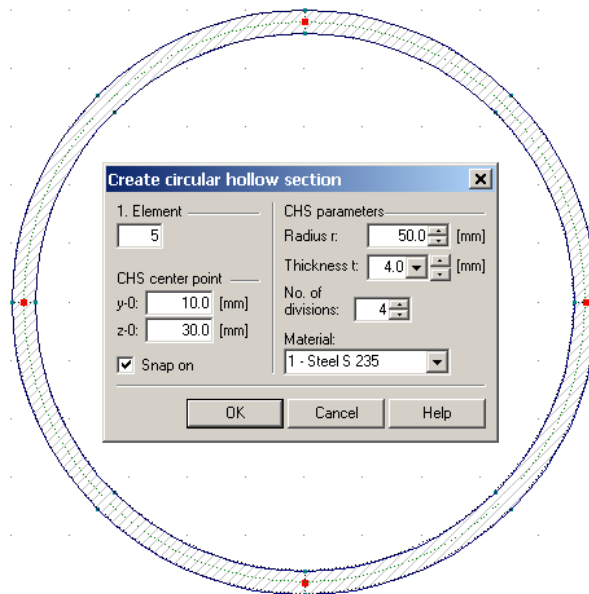 Create circular hollow section
1. Element
5
CHS center point
y-0: 10.0 [mm]
z-0: 30.0 [mm]
Snap on
CHS parameters
Radius r: 50.0 [mm]
Thickness t: 4.0 [mm]
No. of
divisions: 4
Material:
1 - Steel S 235
OK Cancel Help